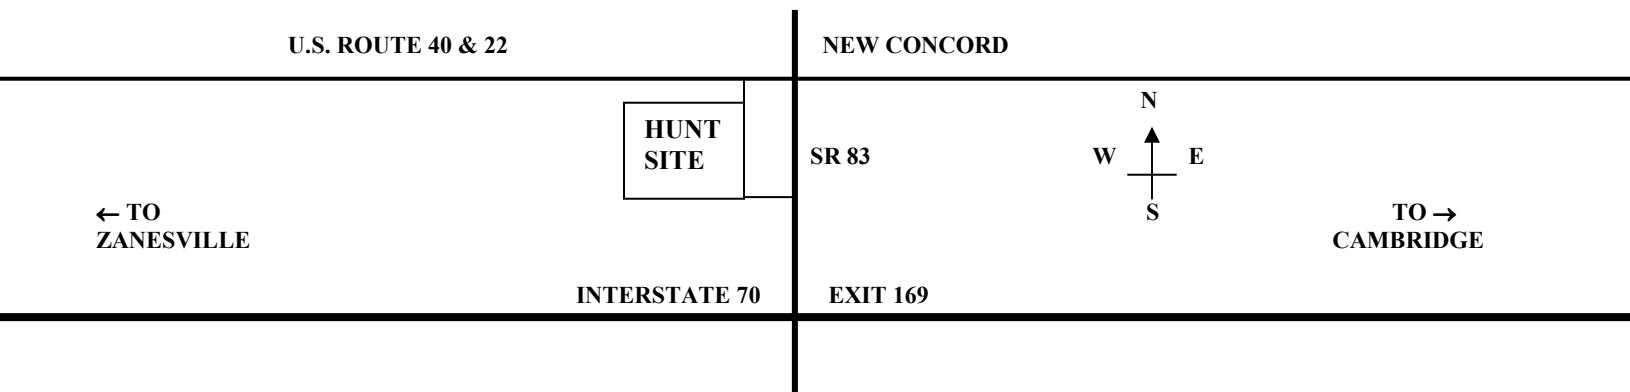 U.S. ROUTE 40 & 22
NEW CONCORD
N
HUNT
SITE
SR 83
W E
S
← TO
ZANESVILLE
TO →
CAMBRIDGE
INTERSTATE 70
EXIT 169